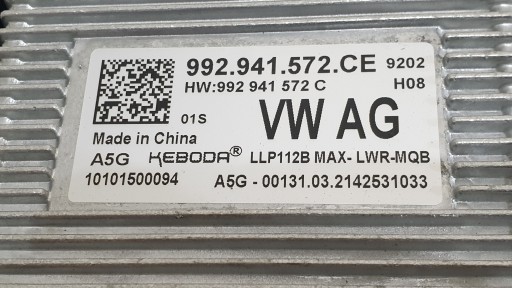 992.941.572.CE 9202
HW:992 941 572 C H08
01S VW AG
Made in China
A5G KEBODA® LLP112B MAX- LWR-MQB
10101500094 A5G - 00131.03.2142531033